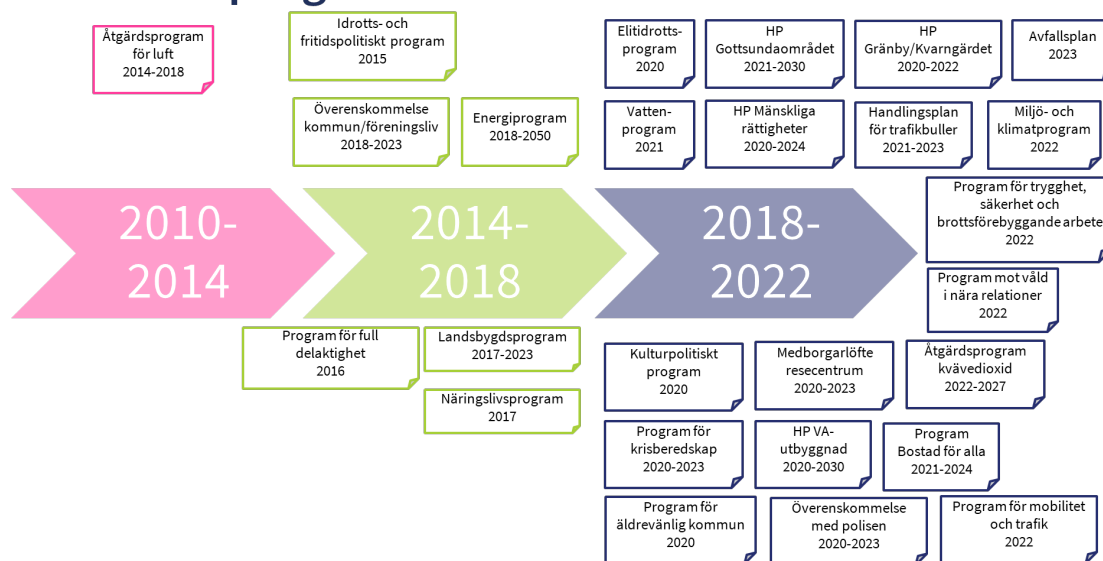 Åtgärdsprogram
för luft
2014-2018
Idrotts- och
fritidspolitiskt program
2015
Överenskommelse
kommun/föreningsliv
2018-2023
Energiprogram
2018-2050
Elitidrotts-
program
2020
HP
Gottsundaområdet
2021-2030
HP
Gränby/Kvarngärdet
2020-2022
Avfallsplan
2023
Vatten-
program
2021
HP Mänskliga
rättigheter
2020-2024
Handlingsplan
för trafikbuller
2021-2023
Miljö- och
klimatprogram
2022
2010-
2014
2014-
2018
2018-
2022
Program för trygghet,
säkerhet och
brottsförebyggande arbete
2022
Program mot våld
i nära relationer
2022
Program för full
delaktighet
2016
Landsbygdsprogram
2017-2023
Näringslivsprogram
2017
Kulturpolitiskt
program
2020
Medborgarlöfte
resecentrum
2020-2023
Åtgärdsprogram
kvävedioxid
2022-2027
Program för
krisberedskap
2020-2023
HP VA-
utbyggnad
2020-2030
Program
Bostad för alla
2021-2024
Program för
äldrevänlig kommun
2020
Överenskommelse
med polisen
2020-2023
Program för mobilitet
och trafik
2022